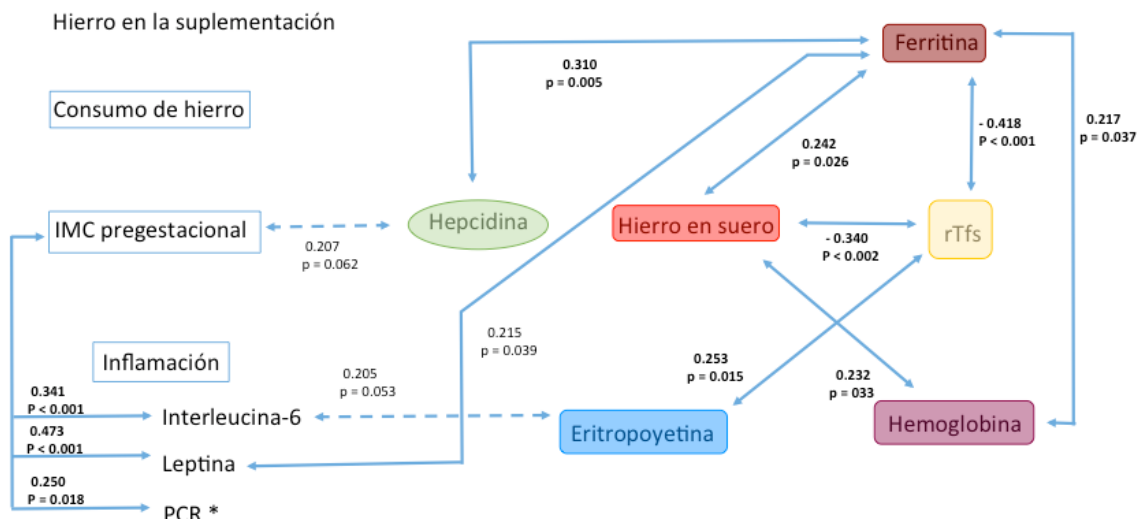 Hierro en la suplementación
Ferritina
0.310
p = 0.005
Consumo de hierro
- 0.418
P < 0.001
0.217
p = 0.037
0.242
p = 0.026
Hepcidina
IMC pregestacional
Hierro en suero
rTfs
0.207
p = 0.062
- 0.340
P < 0.002
0.215
p = 0.039
Inflamación
0.205
p = 0.053
0.253
p = 0.015
0.232
p = 033
0.341
P < 0.001
Interleucina-6
Eritropoyetina
Hemoglobina
0.473
P < 0.001
Leptina
0.250
P = 0.018
PCR *